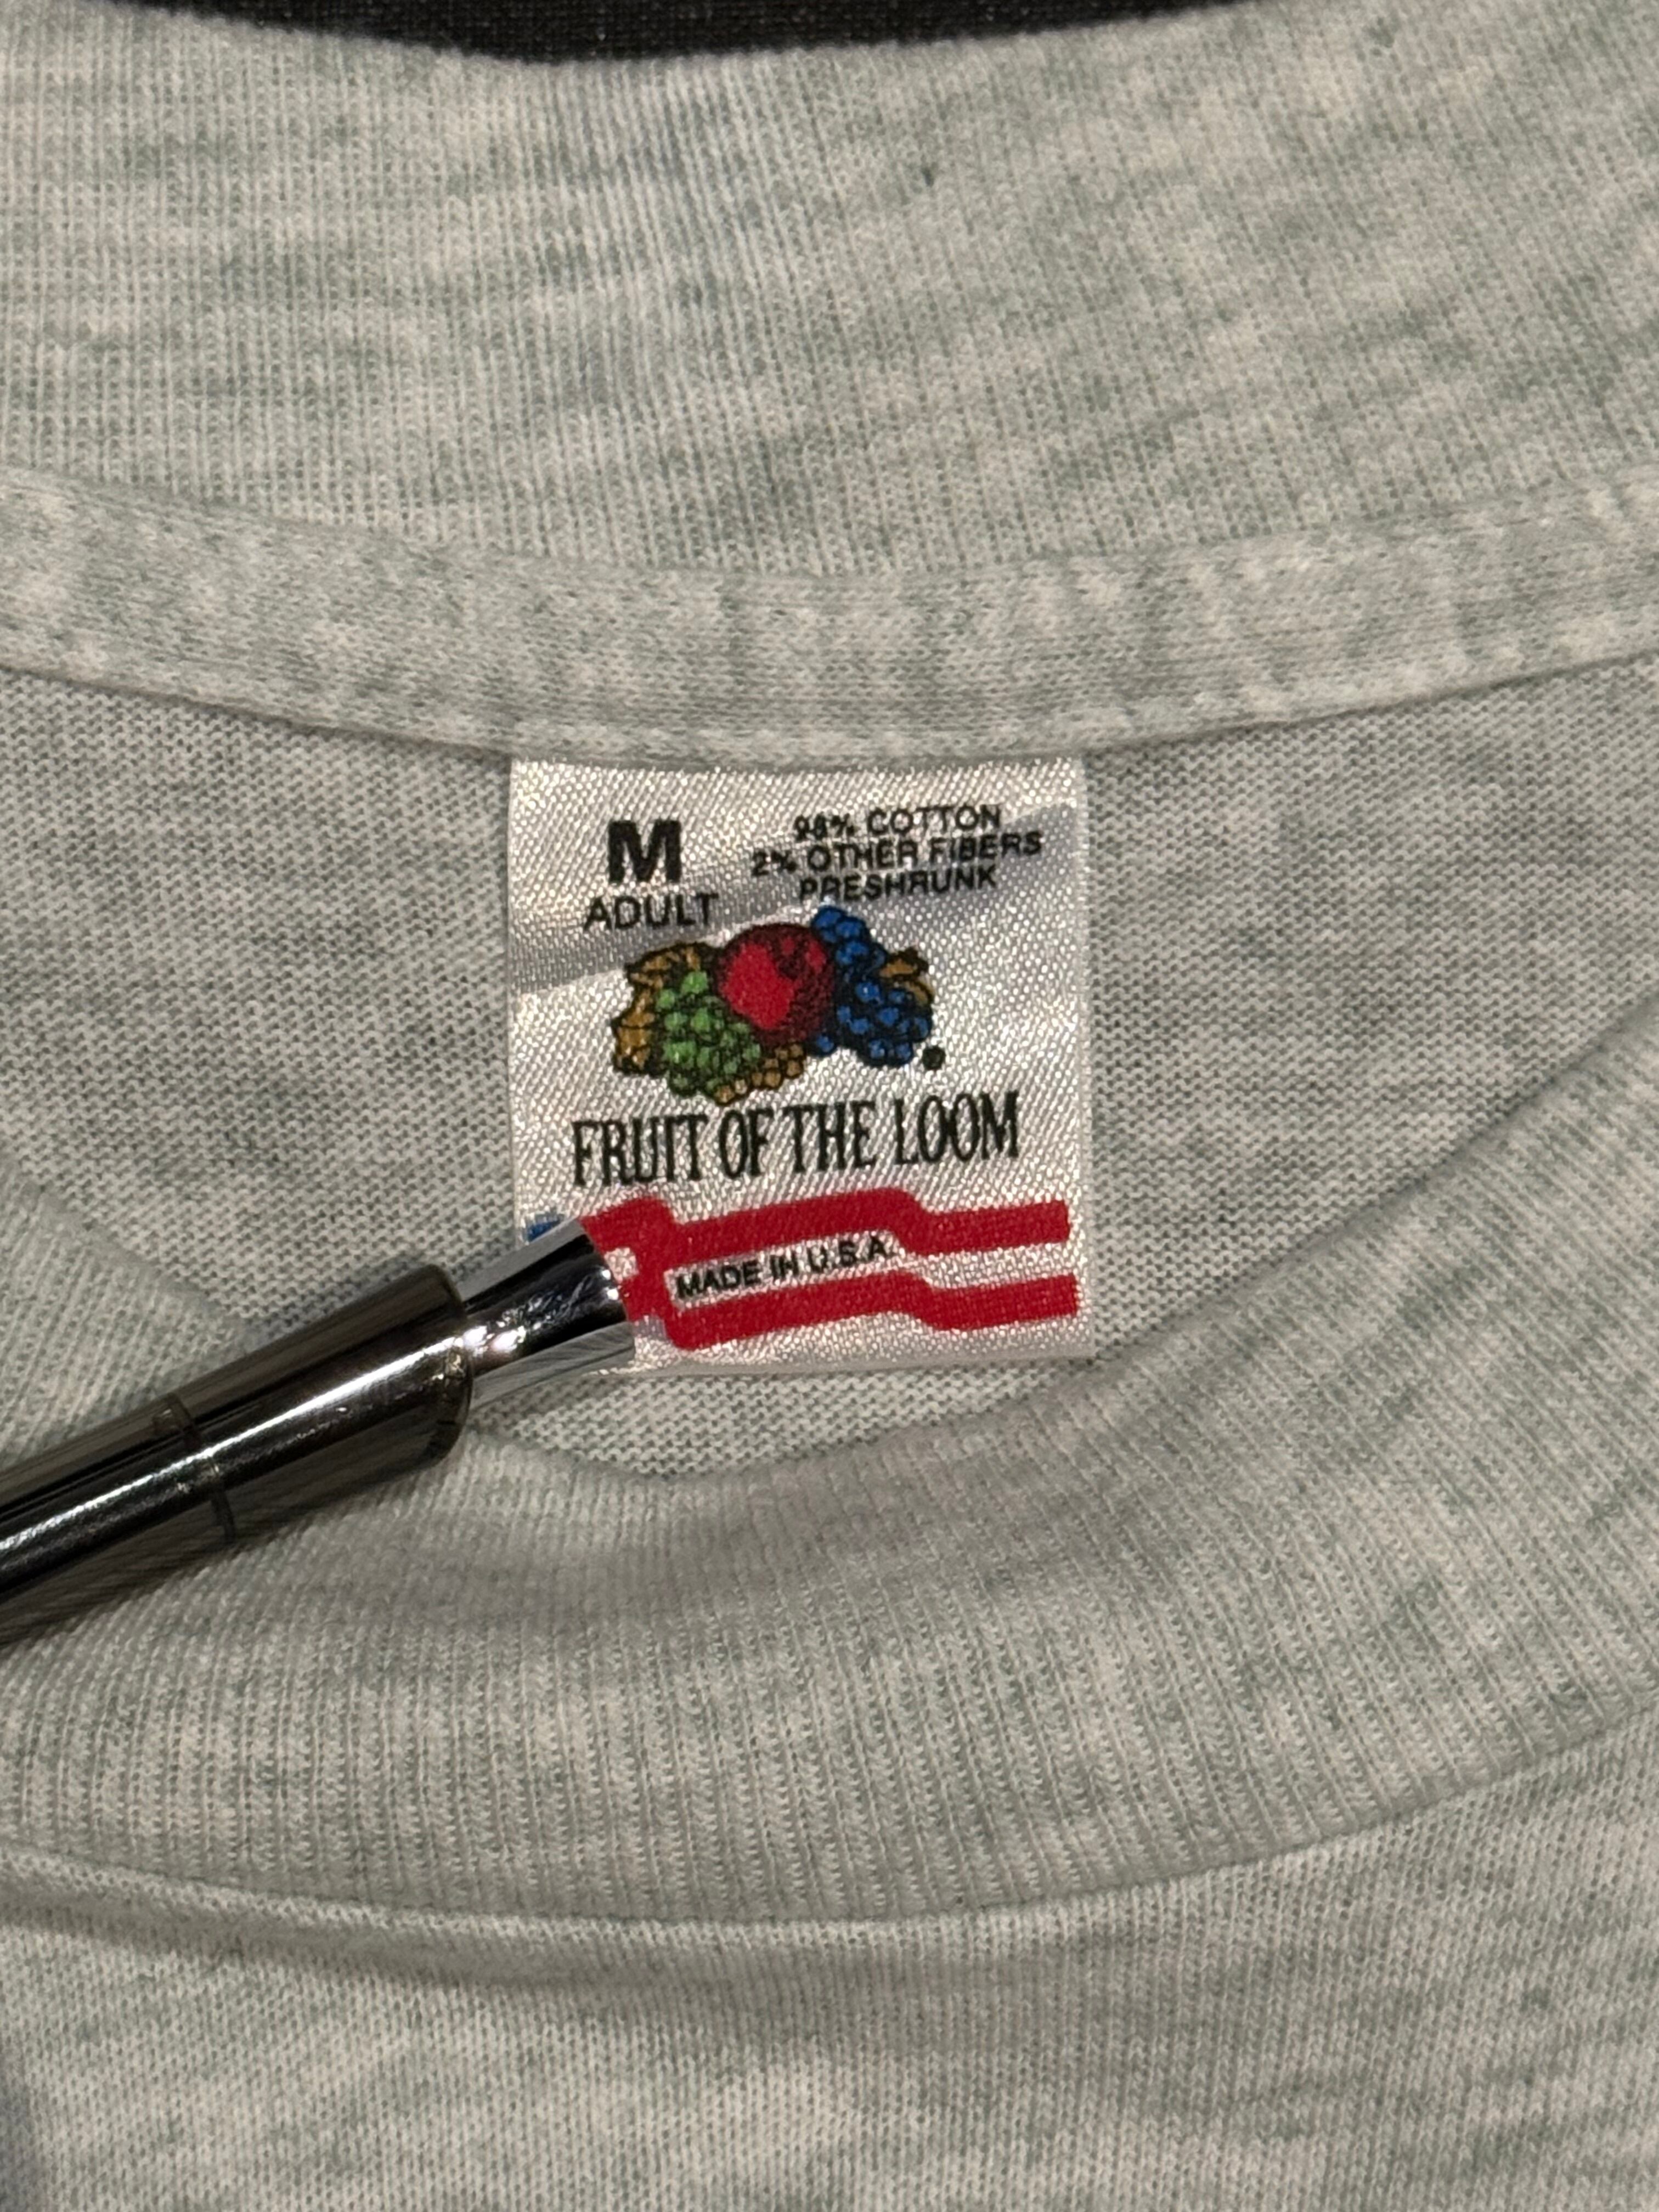 M
ADULT
98% COTTON
2% OTHER FIBERS
PRESHRUNK
FRUIT OF THE LOOM
MADE IN U.S.A.